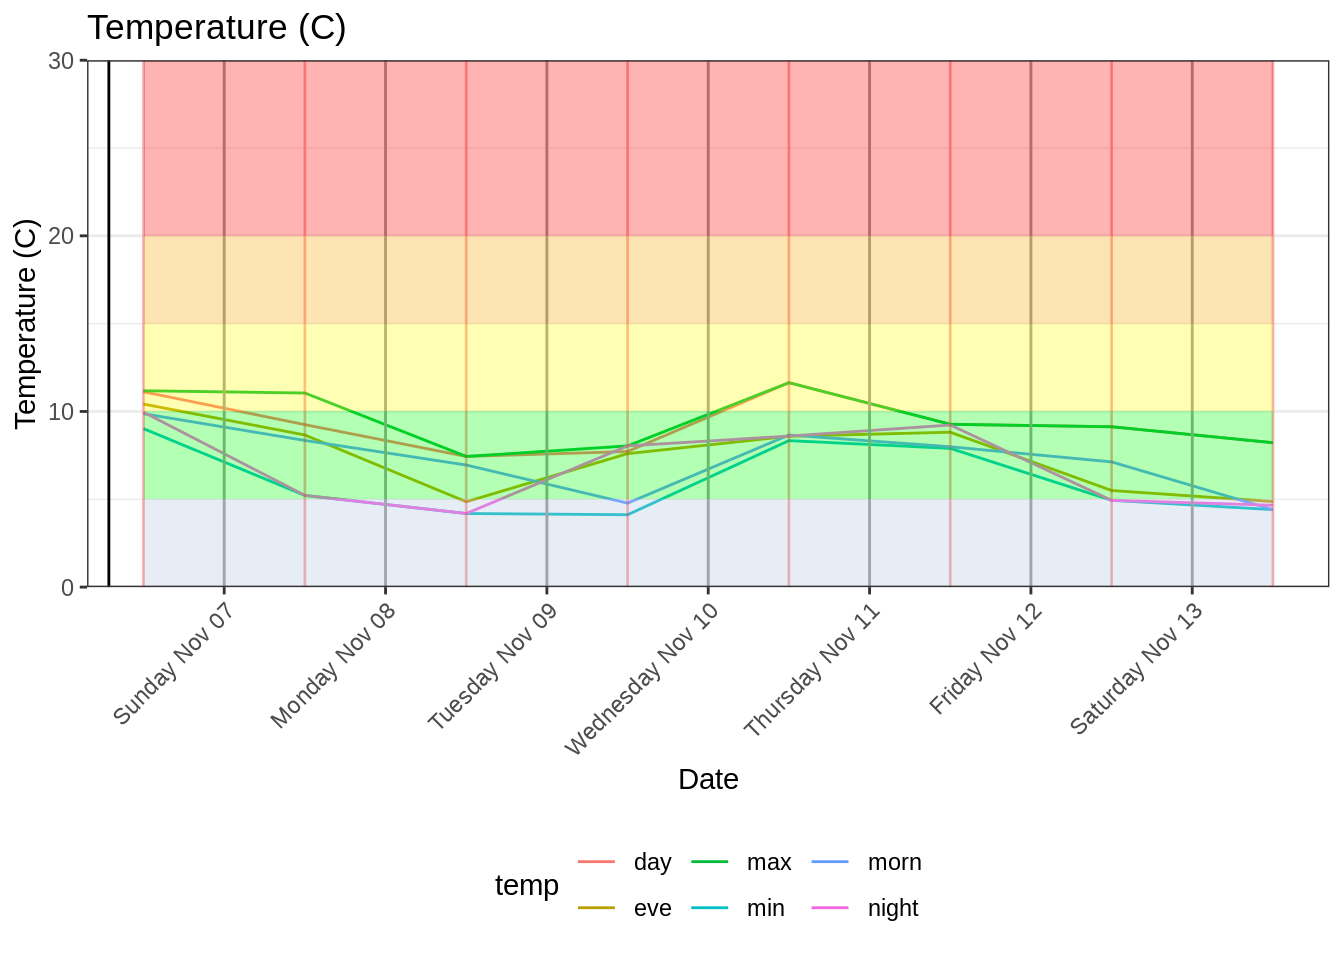 Temperature (C)
Temperature (C)
30
20
10
0
Sunday Nov 07
Monday Nov 08
Tuesday Nov 09
Wednesday Nov 10
Thursday Nov 11
Friday Nov 12
Saturday Nov 13
Date
temp
day
max
morn
eve
min
night